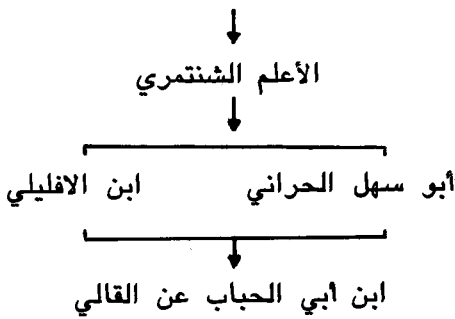 الأعلم الشنتمري
أبو سهل الحراني ابن الافليلي
ابن أبي الحباب عن القالي